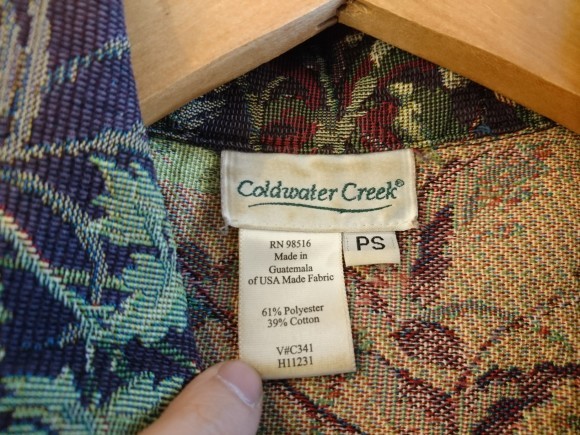 Coldwater Creek®
PS
RN 98516
Made in
Guatemala
of USA Made Fabric
61% Polyester
39% Cotton
V#C341
H11231